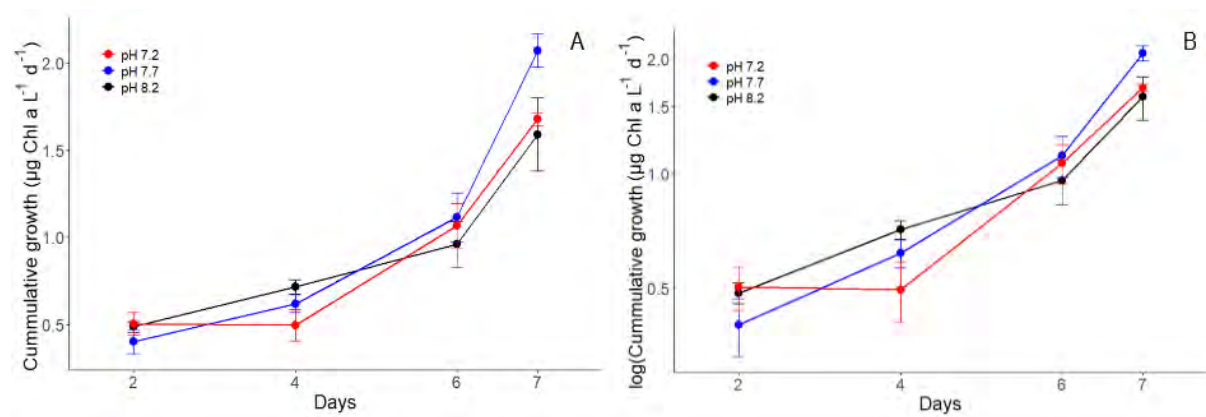 A
Cummulative growth (µg Chl a L⁻¹ d⁻¹)
2.0
1.5
1.0
0.5
pH 7.2
pH 7.7
pH 8.2
2 4 6 7
Days
B
log(Cummulative growth (µg Chl a L⁻¹ d⁻¹)
2.0
1.5
1.0
0.5
pH 7.2
pH 7.7
pH 8.2
2 4 6 7
Days